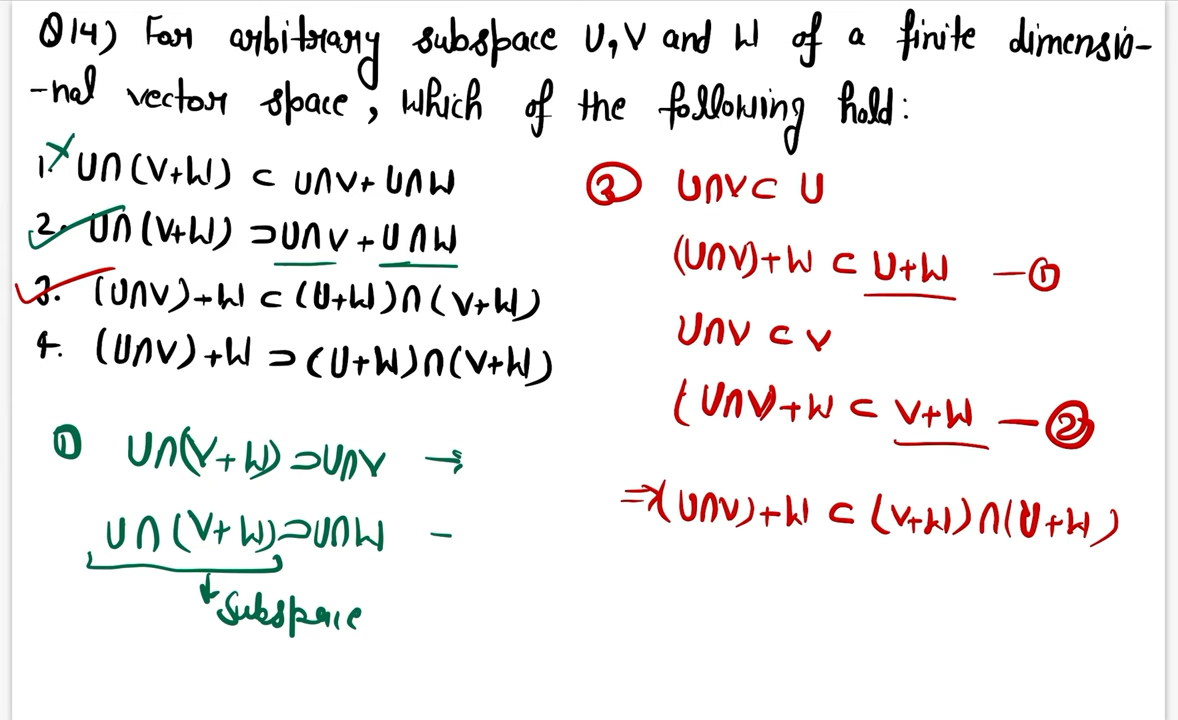 Q14) For arbitrary subspace U, V and W of a finite dimensio-
-nal vector space, which of the following hold:
1. U∩(V+W) ⊂ U∩V+ U∩W
2. U∩(V+W) ⊃ U∩V + U∩W
3. (U∩V)+W ⊂ (U+W)∩(V+W)
4. (U∩V)+W ⊃ (U+W)∩(V+W)
① U∩(V+W) ⊃ U∩V →
U∩(V+W) ⊃ U∩W –
Subspace
③ U∩V ⊂ U
(U∩V)+W ⊂ U+W —①
U∩V ⊂ V
(U∩V)+W ⊂ V+W —②
⇒(U∩V)+W ⊂ (V+W)∩(U+W)